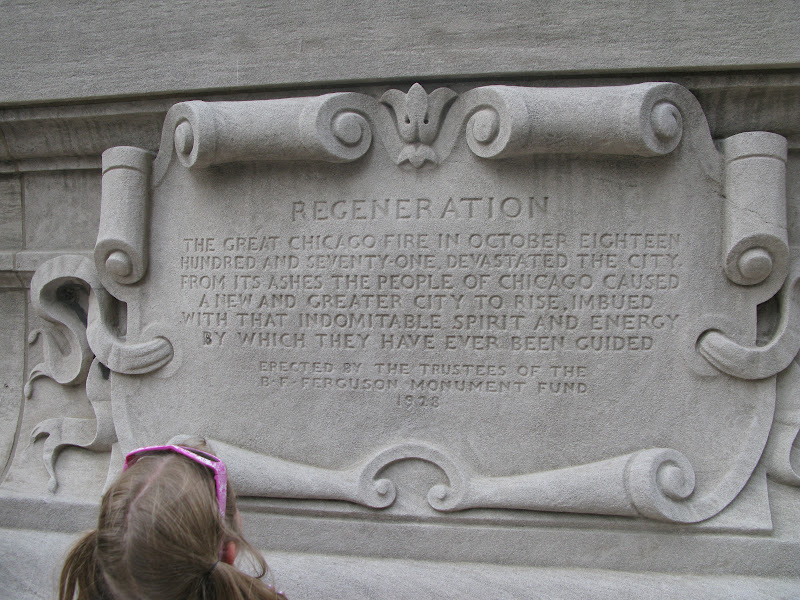 REGENERATION
THE GREAT CHICAGO FIRE IN OCTOBER EIGHTEEN
HUNDRED AND SEVENTY-ONE, DEVASTATED THE CITY.
FROM ITS ASHES THE PEOPLE OF CHICAGO CAUSED
A NEW AND GREATER CITY TO RISE, IMBUED
WITH THAT INDOMITABLE SPIRIT AND ENERGY
BY WHICH THEY HAVE EVER BEEN GUIDED
ERECTED BY THE TRUSTEES OF THE
B·F·FERGUSON MONUMENT FUND
1928